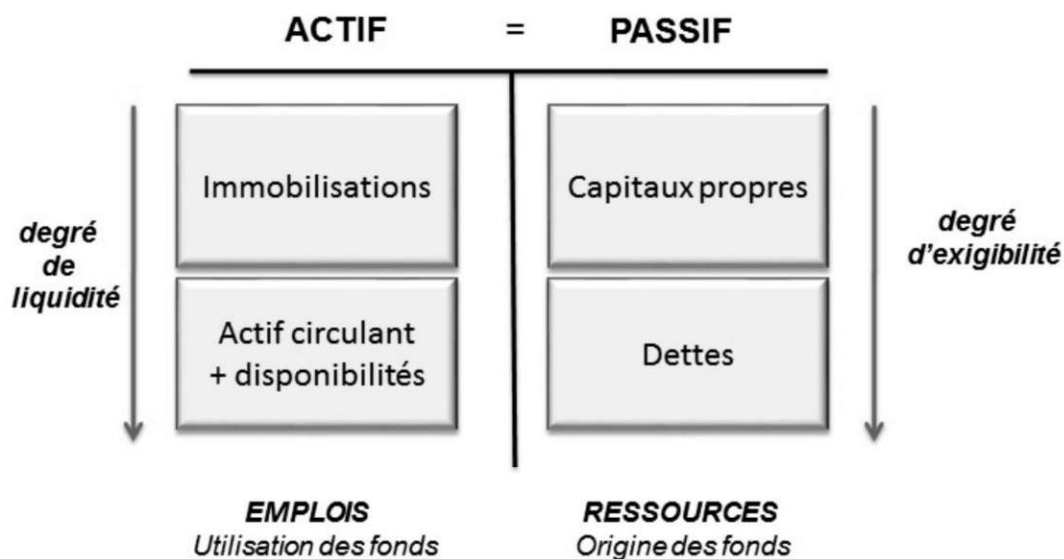 ACTIF = PASSIF
degré
de
liquidité
Immobilisations
Actif circulant
+ disponibilités
Capitaux propres
Dettes
degré
d’exigibilité
EMPLOIS
Utilisation des fonds
RESSOURCES
Origine des fonds